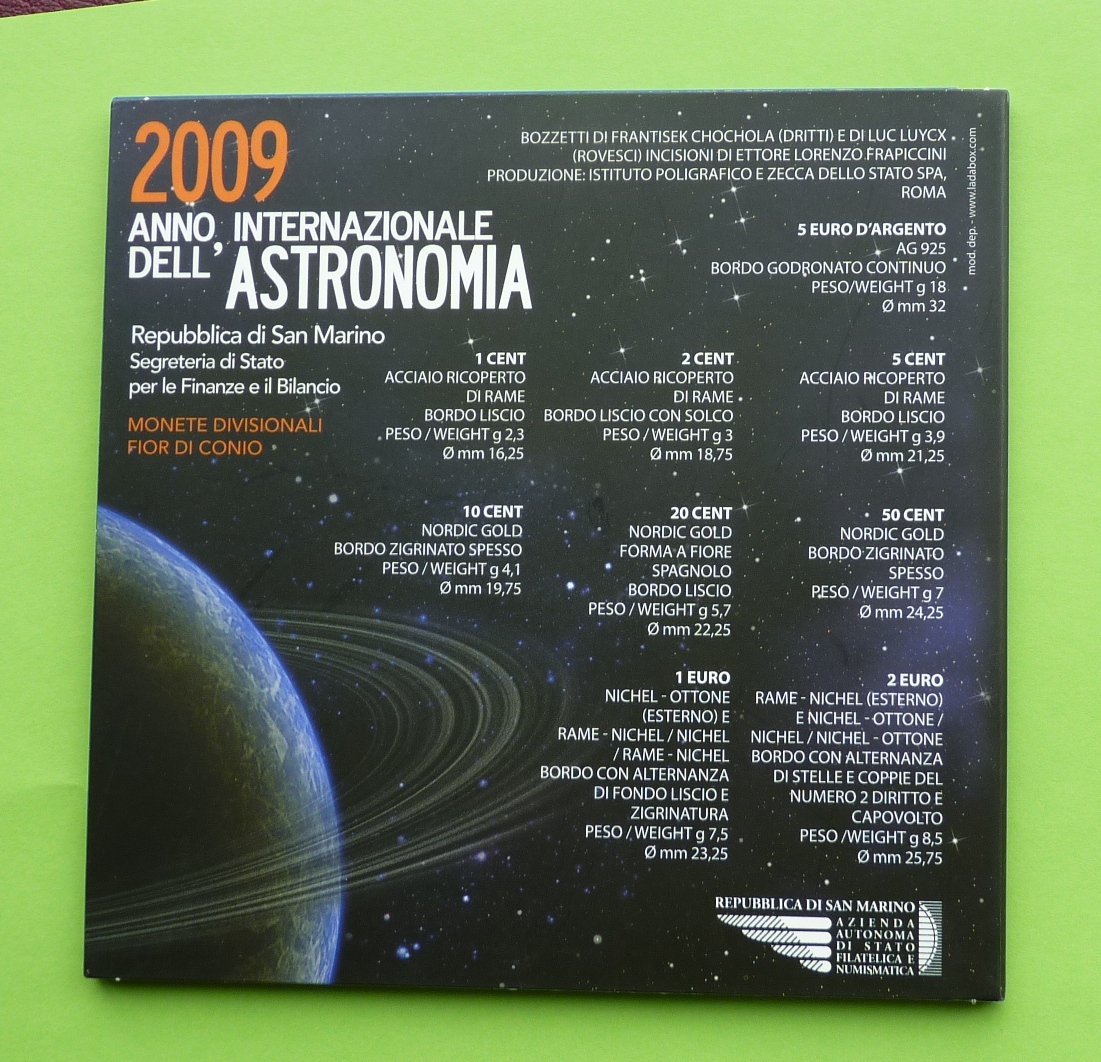 2009
ANNO INTERNAZIONALE
DELL'ASTRONOMIA
Repubblica di San Marino
Segreteria di Stato
per le Finanze e il Bilancio
MONETE DIVISIONALI
FIOR DI CONIO
BOZZETTI DI FRANTISEK CHOCHOLA (DRITTI) E DI LUC LUYCX
(ROVESCI) INCISIONI DI ETTORE LORENZO FRAPICCINI
PRODUZIONE: ISTITUTO POLIGRAFICO E ZECCA DELLO STATO SPA,
ROMA
mod. dep. - www.ladabox.com
5 EURO D'ARGENTO
AG 925
BORDO GODRONATO CONTINUO
PESO/WEIGHT g 18
Ø mm 32
1 CENT
ACCIAIO RICOPERTO
DI RAME
BORDO LISCIO
PESO / WEIGHT g 2,3
Ø mm 16,25
2 CENT
ACCIAIO RICOPERTO
DI RAME
BORDO LISCIO CON SOLCO
PESO / WEIGHT g 3
Ø mm 18,75
5 CENT
ACCIAIO RICOPERTO
DI RAME
BORDO LISCIO
PESO / WEIGHT g 3,9
Ø mm 21,25
10 CENT
NORDIC GOLD
BORDO ZIGRINATO SPESSO
PESO / WEIGHT g 4,1
Ø mm 19,75
20 CENT
NORDIC GOLD
FORMA A FIORE
SPAGNOLO
BORDO LISCIO
PESO / WEIGHT g 5,7
Ø mm 22,25
50 CENT
NORDIC GOLD
BORDO ZIGRINATO
SPESSO
PESO / WEIGHT g 7
Ø mm 24,25
1 EURO
NICHEL - OTTONE
(ESTERNO) E
RAME - NICHEL / NICHEL
/ RAME - NICHEL
BORDO CON ALTERNANZA
DI FONDO LISCIO E
ZIGRINATURA
PESO / WEIGHT g 7,5
Ø mm 23,25
2 EURO
RAME - NICHEL (ESTERNO)
E NICHEL - OTTONE /
NICHEL / NICHEL - OTTONE
BORDO CON ALTERNANZA
DI STELLE E COPPIE DEL
NUMERO 2 DIRITTO E
CAPOVOLTO
PESO /WEIGHT g 8,5
Ø mm 25,75
REPUBBLICA DI SAN MARINO
AZIENDA
AUTONOMA
DI STATO
FILATELICA E
NUMISMATICA